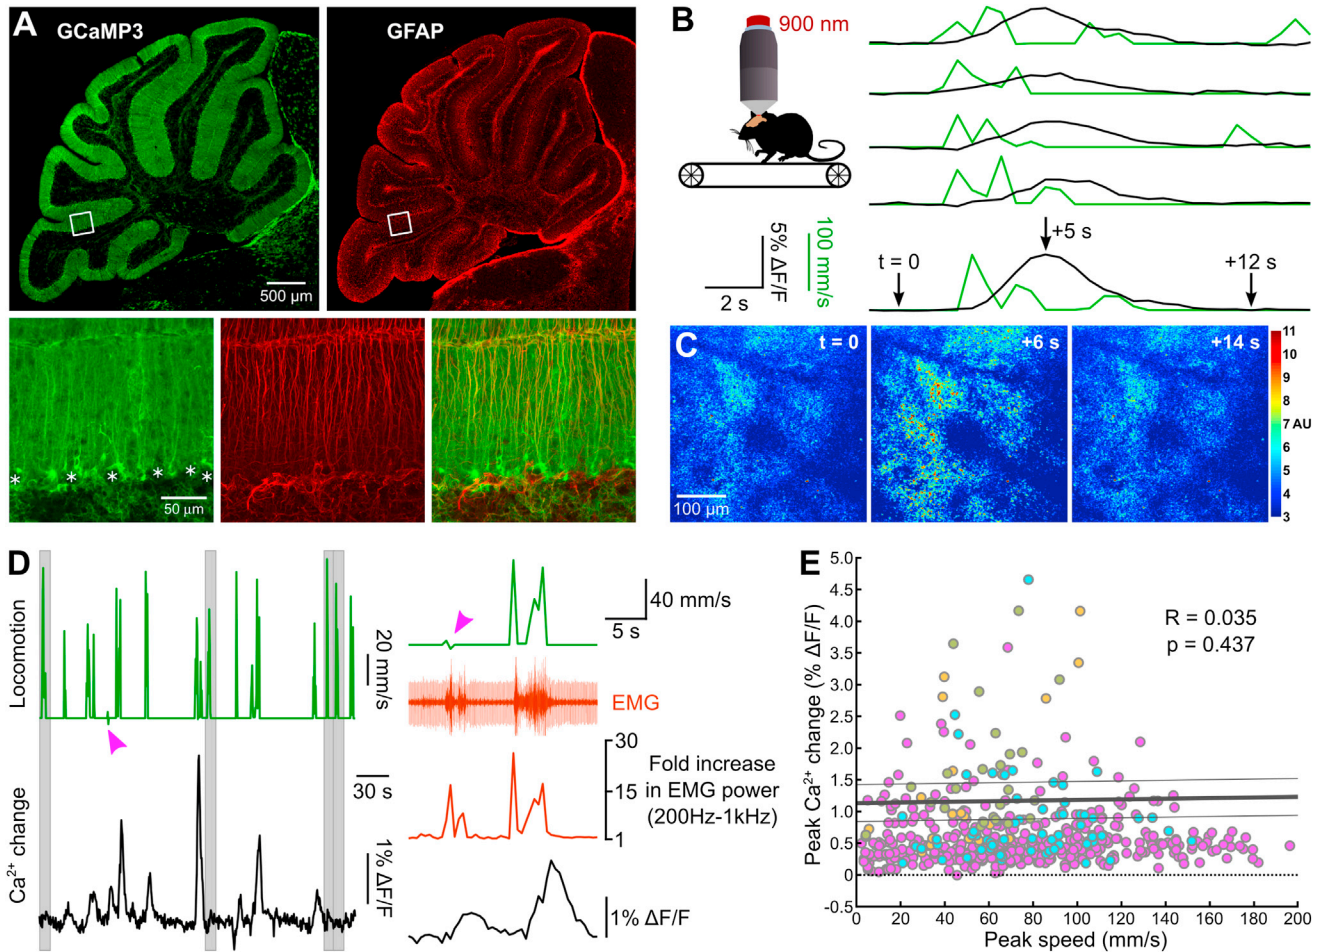 A
GCaMP3
GFAP
500 µm
* * * * * *
50 µm
B
900 nm
2 s
5% ΔF/F
100 mm/s
t = 0
+5 s
+12 s
C
t = 0
+6 s
+14 s
100 µm
11
10
9
8
7 AU
6
5
4
3
D
Locomotion
20 mm/s
30 s
Ca²⁺ change
1% ΔF/F
40 mm/s
5 s
EMG
30
15
1
Fold increase
in EMG power
(200Hz-1kHz)
1% ΔF/F
E
Peak Ca²⁺ change (% ΔF/F)
5.0
4.5
4.0
3.5
3.0
2.5
2.0
1.5
1.0
0.5
0
-0.5
R = 0.035
p = 0.437
0 20 40 60 80 100 120 140 160 180 200
Peak speed (mm/s)